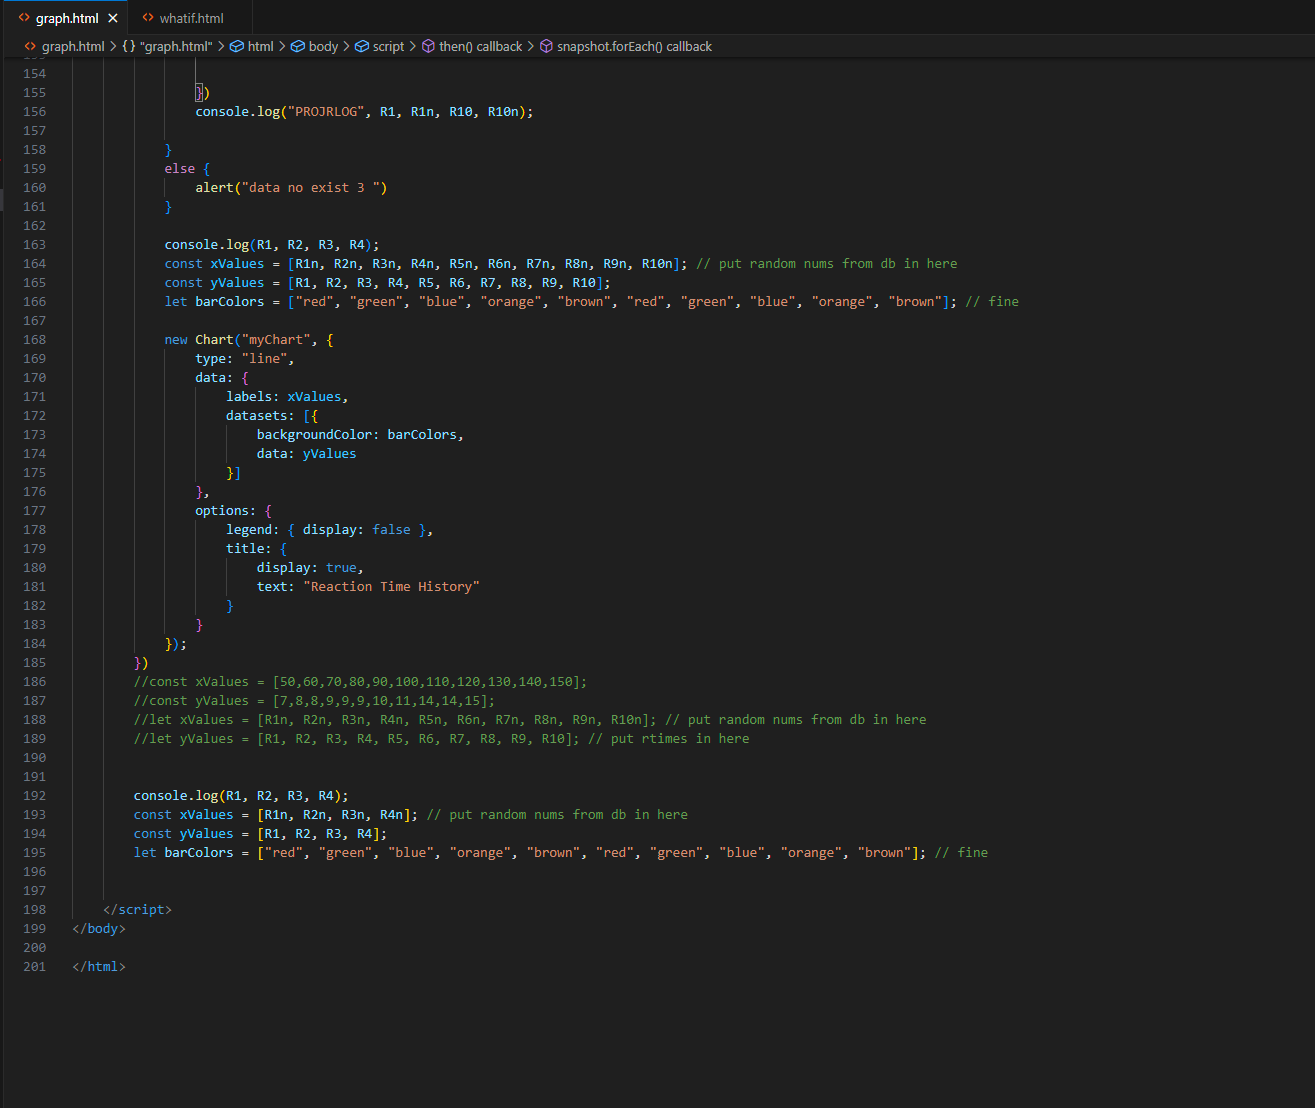 graph.html × whatif.html
graph.html > {} "graph.html" > html > body > script > then() callback > snapshot.forEach() callback
154
155 })
156 console.log("PROJRLOG", R1, R1n, R10, R10n);
157
158 }
159 else {
160 alert("data no exist 3 ")
161 }
162
163 console.log(R1, R2, R3, R4);
164 const xValues = [R1n, R2n, R3n, R4n, R5n, R6n, R7n, R8n, R9n, R10n]; // put random nums from db in here
165 const yValues = [R1, R2, R3, R4, R5, R6, R7, R8, R9, R10];
166 let barColors = ["red", "green", "blue", "orange", "brown", "red", "green", "blue", "orange", "brown"]; // fine
167
168 new Chart("myChart", {
169 type: "line",
170 data: {
171 labels: xValues,
172 datasets: [{
173 backgroundColor: barColors,
174 data: yValues
175 }]
176 },
177 options: {
178 legend: { display: false },
179 title: {
180 display: true,
181 text: "Reaction Time History"
182 }
183 }
184 });
185 })
186 //const xValues = [50,60,70,80,90,100,110,120,130,140,150];
187 //const yValues = [7,8,8,9,9,9,10,11,14,14,15];
188 //let xValues = [R1n, R2n, R3n, R4n, R5n, R6n, R7n, R8n, R9n, R10n]; // put random nums from db in here
189 //let yValues = [R1, R2, R3, R4, R5, R6, R7, R8, R9, R10]; // put rtimes in here
190
191
192 console.log(R1, R2, R3, R4);
193 const xValues = [R1n, R2n, R3n, R4n]; // put random nums from db in here
194 const yValues = [R1, R2, R3, R4];
195 let barColors = ["red", "green", "blue", "orange", "brown", "red", "green", "blue", "orange", "brown"]; // fine
196
197
198 </script>
199 </body>
200
201 </html>